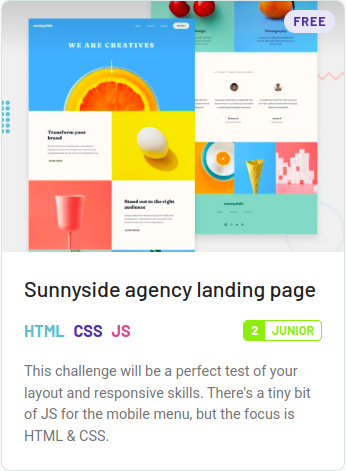 FREE
sunnyside
WE ARE CREATIVES
Transform your
brand
Stand out to the right
audience
sunnyside
Sunnyside agency landing page
HTML CSS JS
2 JUNIOR
This challenge will be a perfect test of your
layout and responsive skills. There's a tiny bit
of JS for the mobile menu, but the focus is
HTML & CSS.